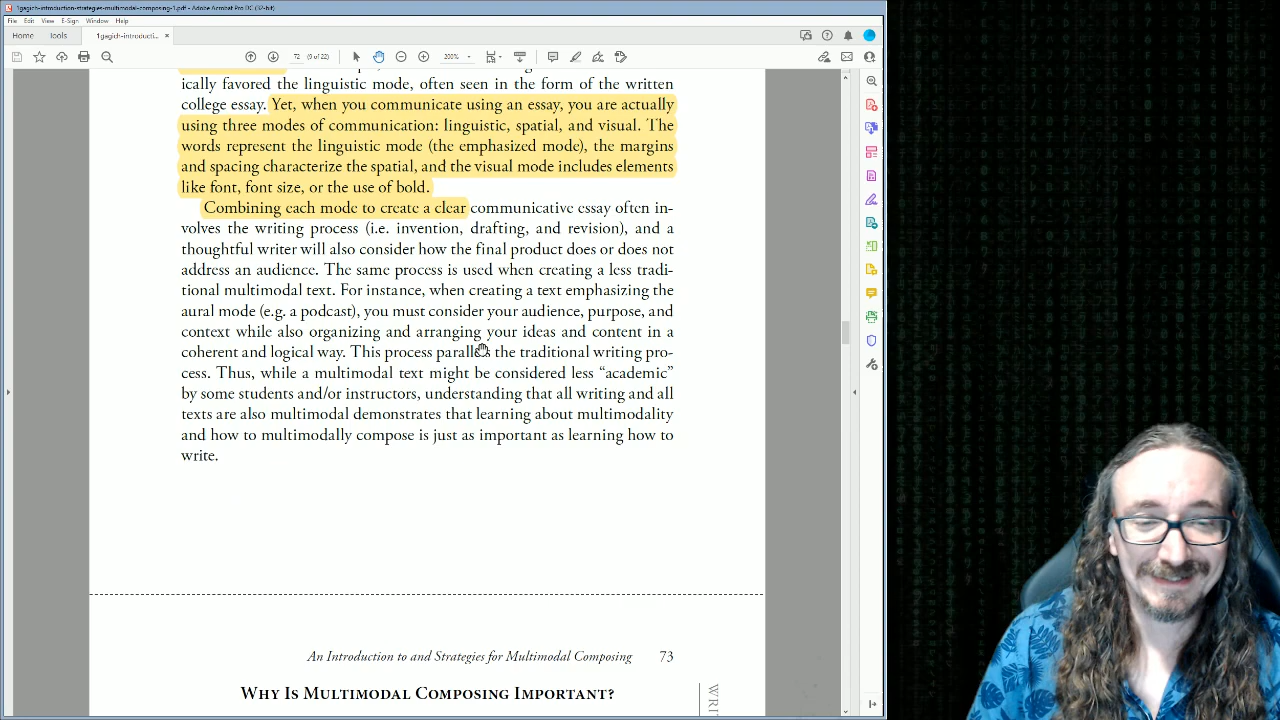 1gagich-introduction-strategies-multimodal-composing-1.pdf - Adobe Acrobat Pro DC (32-bit)
File Edit View E-Sign Window Help
Home Tools 1gagich-introducti... ×
72 (9 of 22) 200%
ically favored the linguistic mode, often seen in the form of the written
college essay. Yet, when you communicate using an essay, you are actually
using three modes of communication: linguistic, spatial, and visual. The
words represent the linguistic mode (the emphasized mode), the margins
and spacing characterize the spatial, and the visual mode includes elements
like font, font size, or the use of bold.
Combining each mode to create a clear communicative essay often in-
volves the writing process (i.e. invention, drafting, and revision), and a
thoughtful writer will also consider how the final product does or does not
address an audience. The same process is used when creating a less tradi-
tional multimodal text. For instance, when creating a text emphasizing the
aural mode (e.g. a podcast), you must consider your audience, purpose, and
context while also organizing and arranging your ideas and content in a
coherent and logical way. This process parallels the traditional writing pro-
cess. Thus, while a multimodal text might be considered less “academic”
by some students and/or instructors, understanding that all writing and all
texts are also multimodal demonstrates that learning about multimodality
and how to multimodally compose is just as important as learning how to
write.
An Introduction to and Strategies for Multimodal Composing 73
Why Is Multimodal Composing Important?
WRI